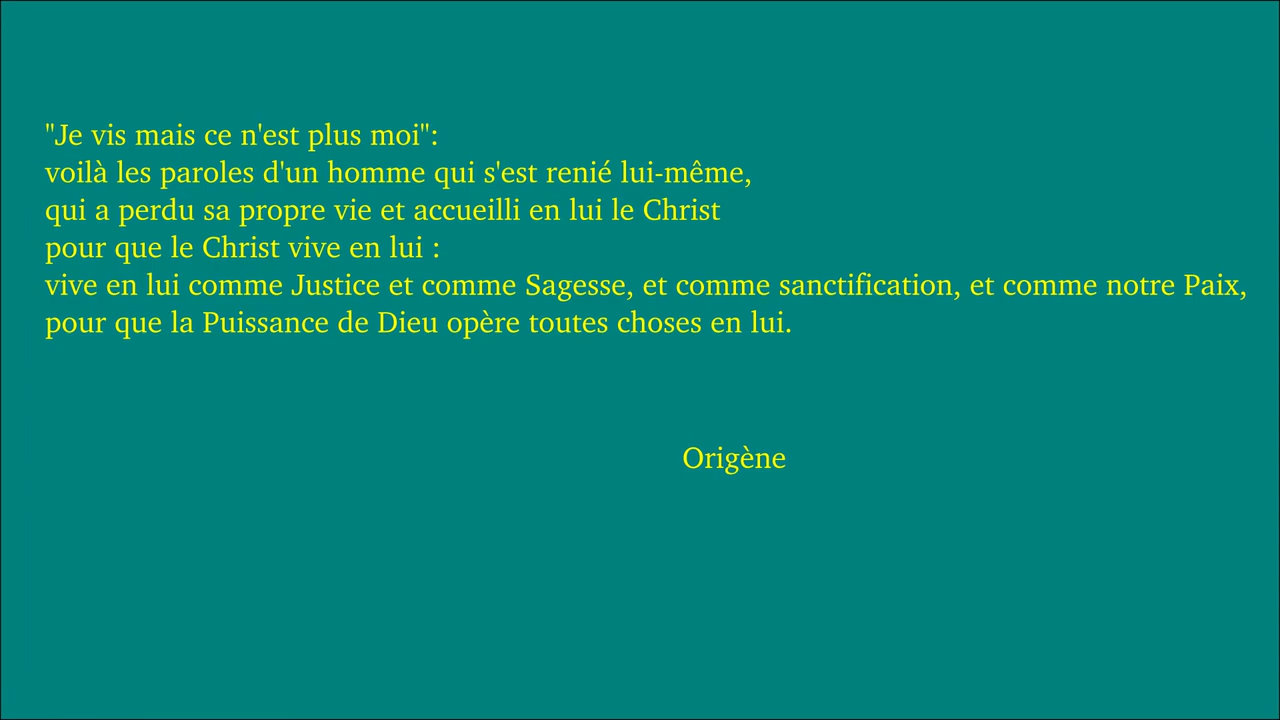 "Je vis mais ce n'est plus moi":
voilà les paroles d'un homme qui s'est renié lui-même,
qui a perdu sa propre vie et accueilli en lui le Christ
pour que le Christ vive en lui :
vive en lui comme Justice et comme Sagesse, et comme sanctification, et comme notre Paix,
pour que la Puissance de Dieu opère toutes choses en lui.
Origène